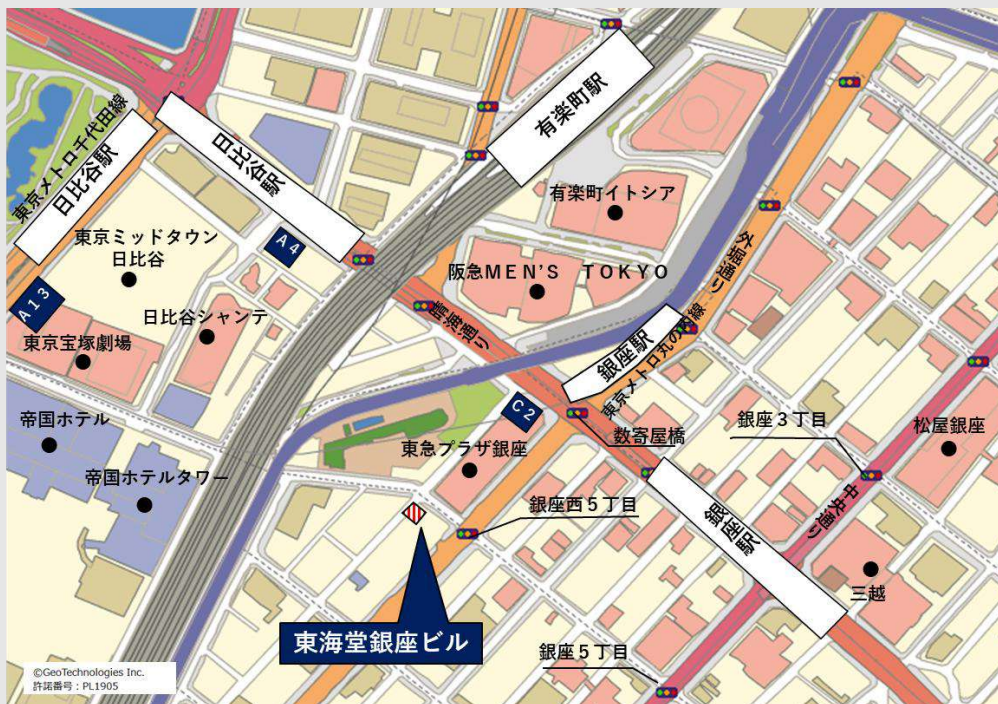 有楽町駅
東京メトロ千代田線
日比谷駅
日比谷駅
東京ミッドタウン
日比谷
A4
有楽町イトシア
外堀通り
阪急MEN'S TOKYO
A13
日比谷シャンテ
晴海通り
東京宝塚劇場
銀座駅
東京メトロ丸の内線
C2
帝国ホテル
東急プラザ銀座
数寄屋橋
銀座3丁目
松屋銀座
帝国ホテルタワー
銀座西5丁目
銀座駅
中央通り
三越
東海堂銀座ビル
銀座5丁目
©GeoTechnologies Inc.
許諾番号:PL1905